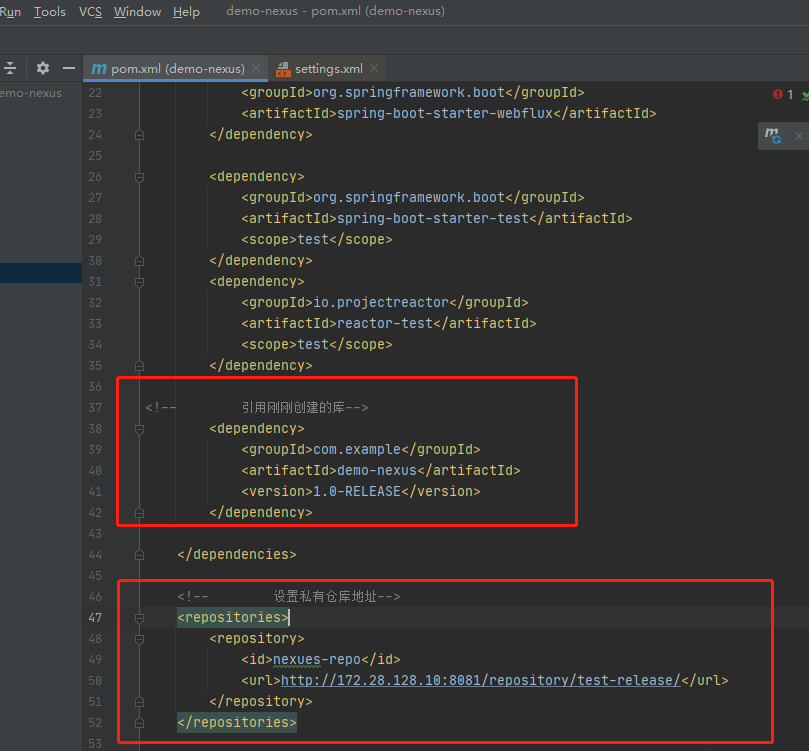 Run Tools VCS Window Help demo-nexus - pom.xml (demo-nexus)
m pom.xml (demo-nexus) × settings.xml ×
emo-nexus
22 <groupId>org.springframework.boot</groupId>
1
23 <artifactId>spring-boot-starter-webflux</artifactId>
24 </dependency>
m ×
25
26 <dependency>
27 <groupId>org.springframework.boot</groupId>
28 <artifactId>spring-boot-starter-test</artifactId>
29 <scope>test</scope>
30 </dependency>
31 <dependency>
32 <groupId>io.projectreactor</groupId>
33 <artifactId>reactor-test</artifactId>
34 <scope>test</scope>
35 </dependency>
36
37 <!-- 引用刚刚创建的库-->
38 <dependency>
39 <groupId>com.example</groupId>
40 <artifactId>demo-nexus</artifactId>
41 <version>1.0-RELEASE</version>
42 </dependency>
43
44 </dependencies>
45
46 <!-- 设置私有仓库地址-->
47 <repositories>
48 <repository>
49 <id>nexues-repo</id>
50 <url>http://172.28.128.10:8081/repository/test-release/</url>
51 </repository>
52 </repositories>
53